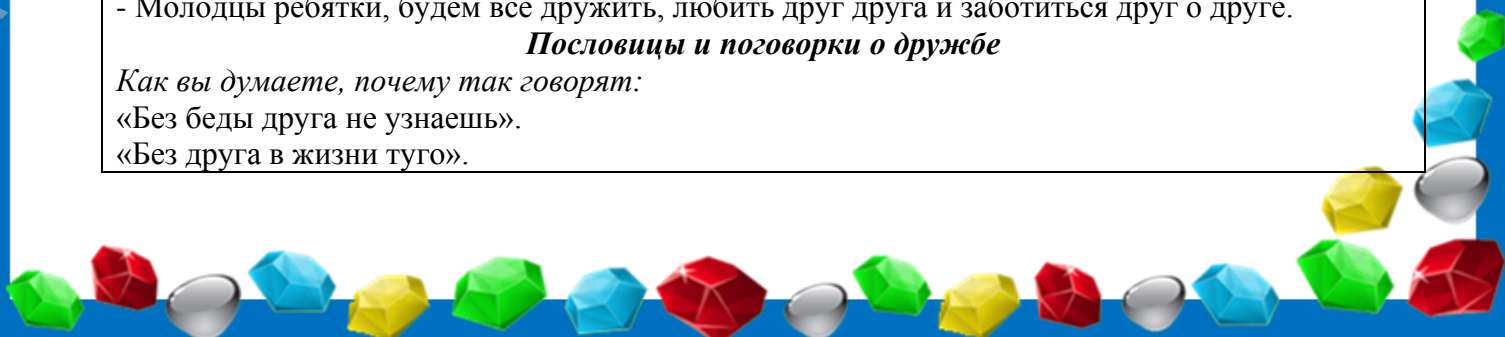 - Молодцы ребятки, будем все дружить, любить друг друга и заботиться друг о друге.
Пословицы и поговорки о дружбе
Как вы думаете, почему так говорят:
«Без беды друга не узнаешь».
«Без друга в жизни туго».